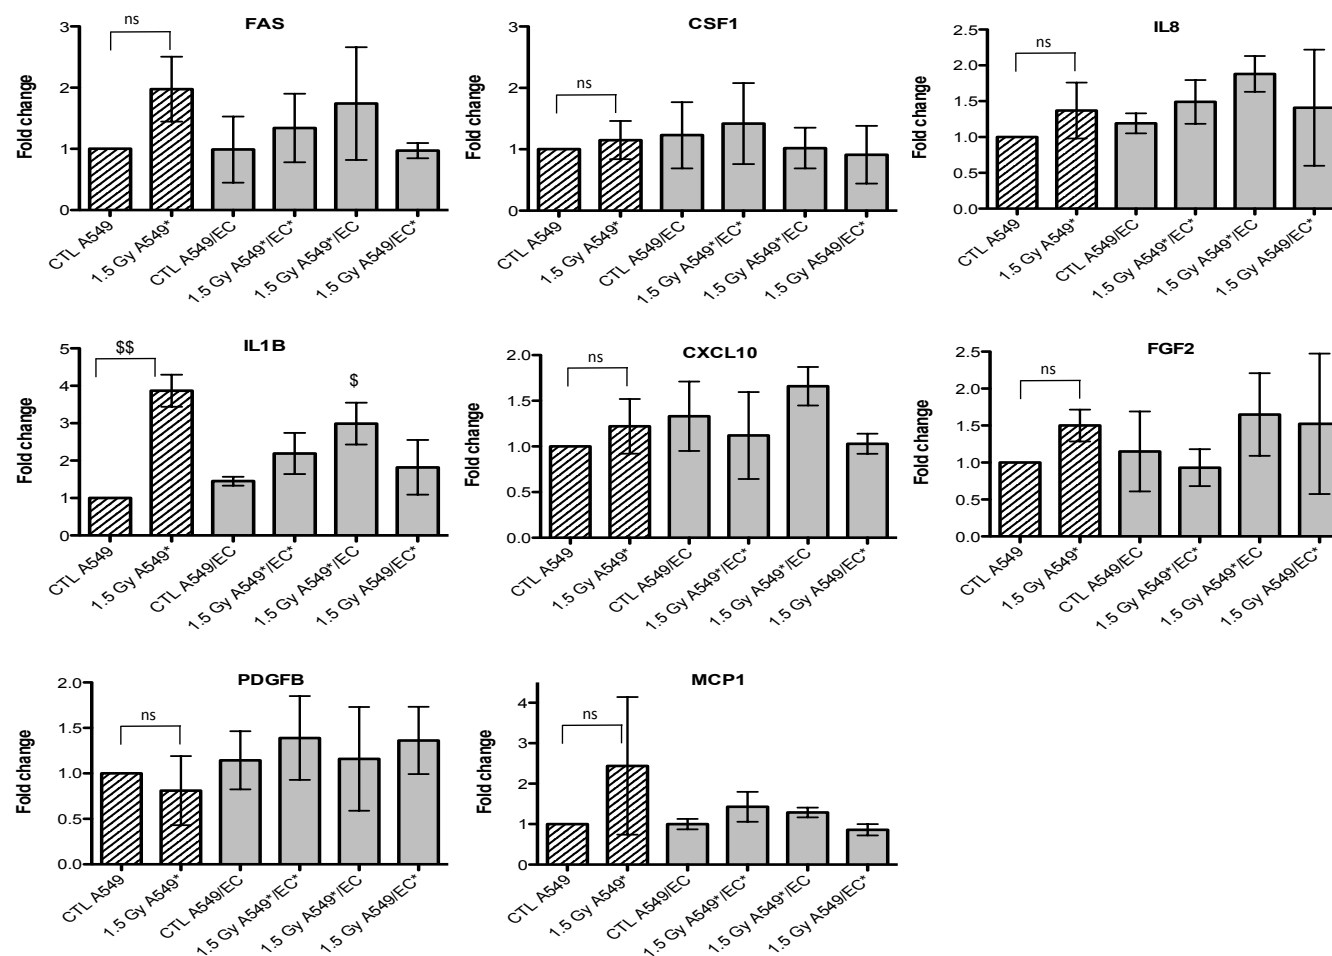 FAS
ns
Fold change
3
2
1
0
CTL A549
1.5 Gy A549*
CTL A549/EC
1.5 Gy A549*/EC*
1.5 Gy A549*/EC
1.5 Gy A549/EC*
CSF1
ns
Fold change
3
2
1
0
CTL A549
1.5 Gy A549*
CTL A549/EC
1.5 Gy A549*/EC*
1.5 Gy A549*/EC
1.5 Gy A549/EC*
IL8
ns
Fold change
2.5
2.0
1.5
1.0
0.5
0.0
CTL A549
1.5 Gy A549*
CTL A549/EC
1.5 Gy A549*/EC*
1.5 Gy A549*/EC
1.5 Gy A549/EC*
IL1B
$$
$
Fold change
5
4
3
2
1
0
CTL A549
1.5 Gy A549*
CTL A549/EC
1.5 Gy A549*/EC*
1.5 Gy A549*/EC
1.5 Gy A549/EC*
CXCL10
ns
Fold change
2.0
1.5
1.0
0.5
0.0
CTL A549
1.5 Gy A549*
CTL A549/EC
1.5 Gy A549*/EC*
1.5 Gy A549*/EC
1.5 Gy A549/EC*
FGF2
ns
Fold change
2.5
2.0
1.5
1.0
0.5
0.0
CTL A549
1.5 Gy A549*
CTL A549/EC
1.5 Gy A549*/EC*
1.5 Gy A549*/EC
1.5 Gy A549/EC*
PDGFB
ns
Fold change
2.0
1.5
1.0
0.5
0.0
CTL A549
1.5 Gy A549*
CTL A549/EC
1.5 Gy A549*/EC*
1.5 Gy A549*/EC
1.5 Gy A549/EC*
MCP1
ns
Fold change
4
3
2
1
0
CTL A549
1.5 Gy A549*
CTL A549/EC
1.5 Gy A549*/EC*
1.5 Gy A549*/EC
1.5 Gy A549/EC*